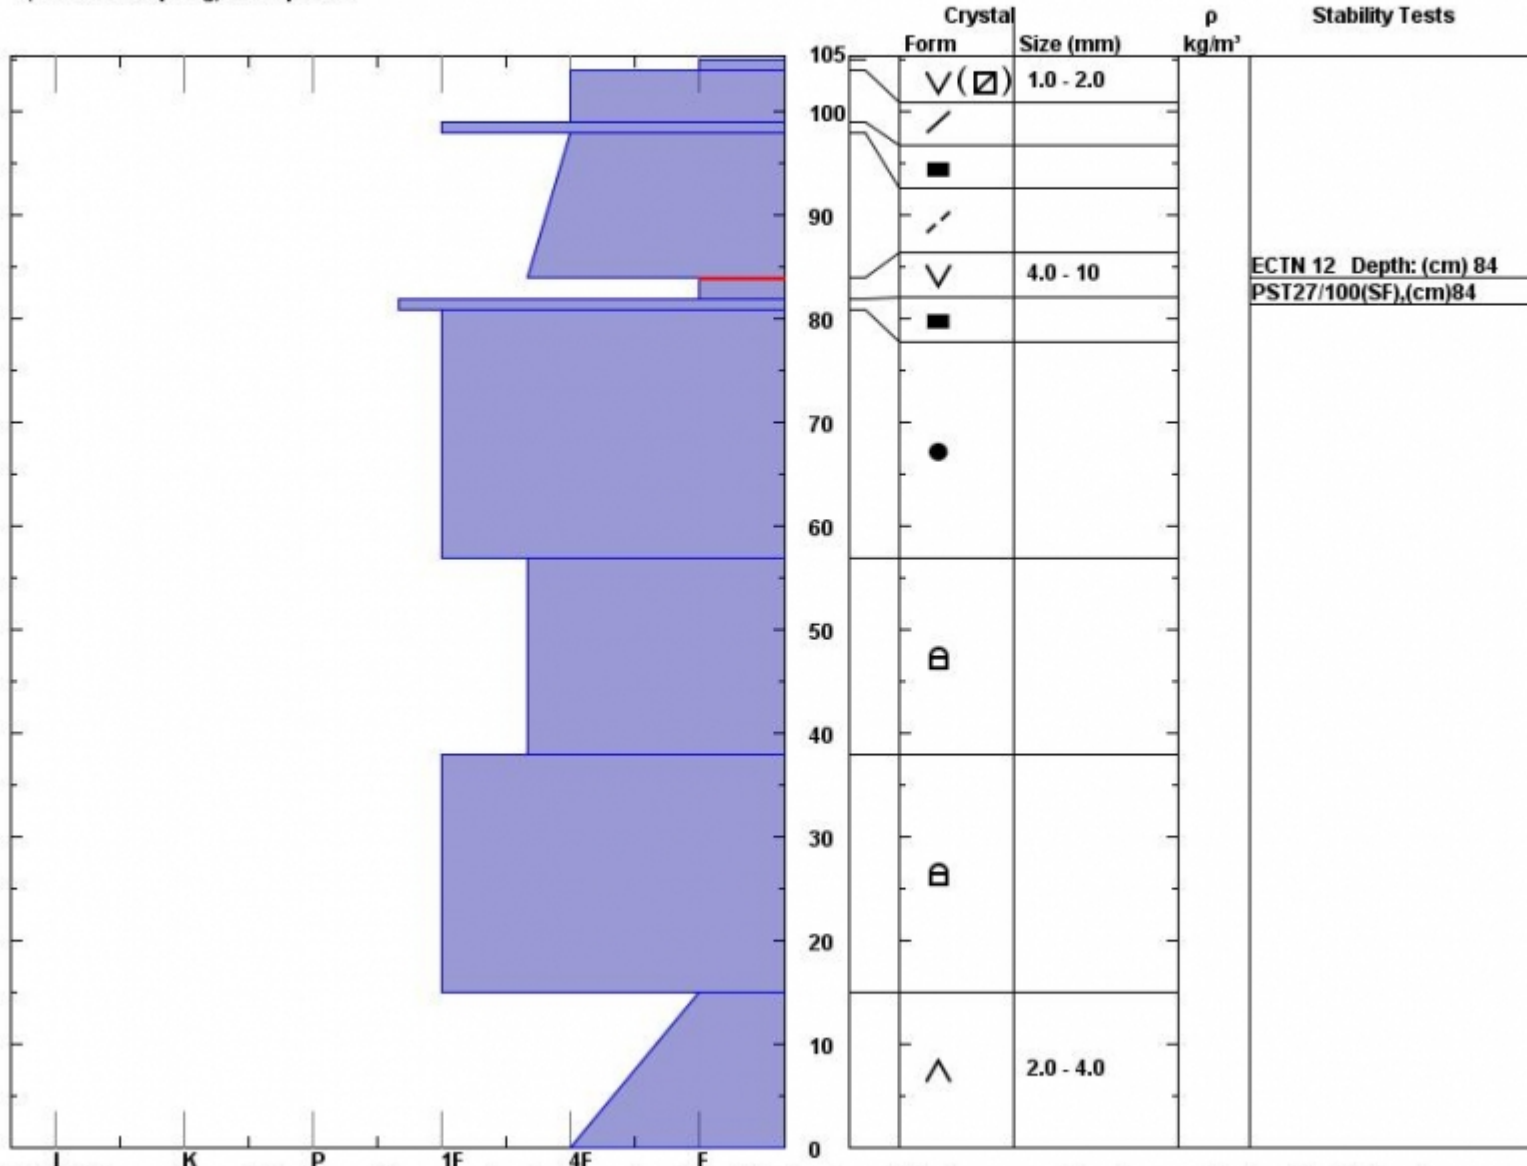 Crystal ρ Stability Tests
Form Size (mm) kg/m³
105
1.0 - 2.0
100
90
4.0 - 10
ECTN 12 Depth: (cm) 84
PST27/100(SF),(cm)84
80
70
60
50
40
30
20
10
2.0 - 4.0
0
I K P 1F 4F F